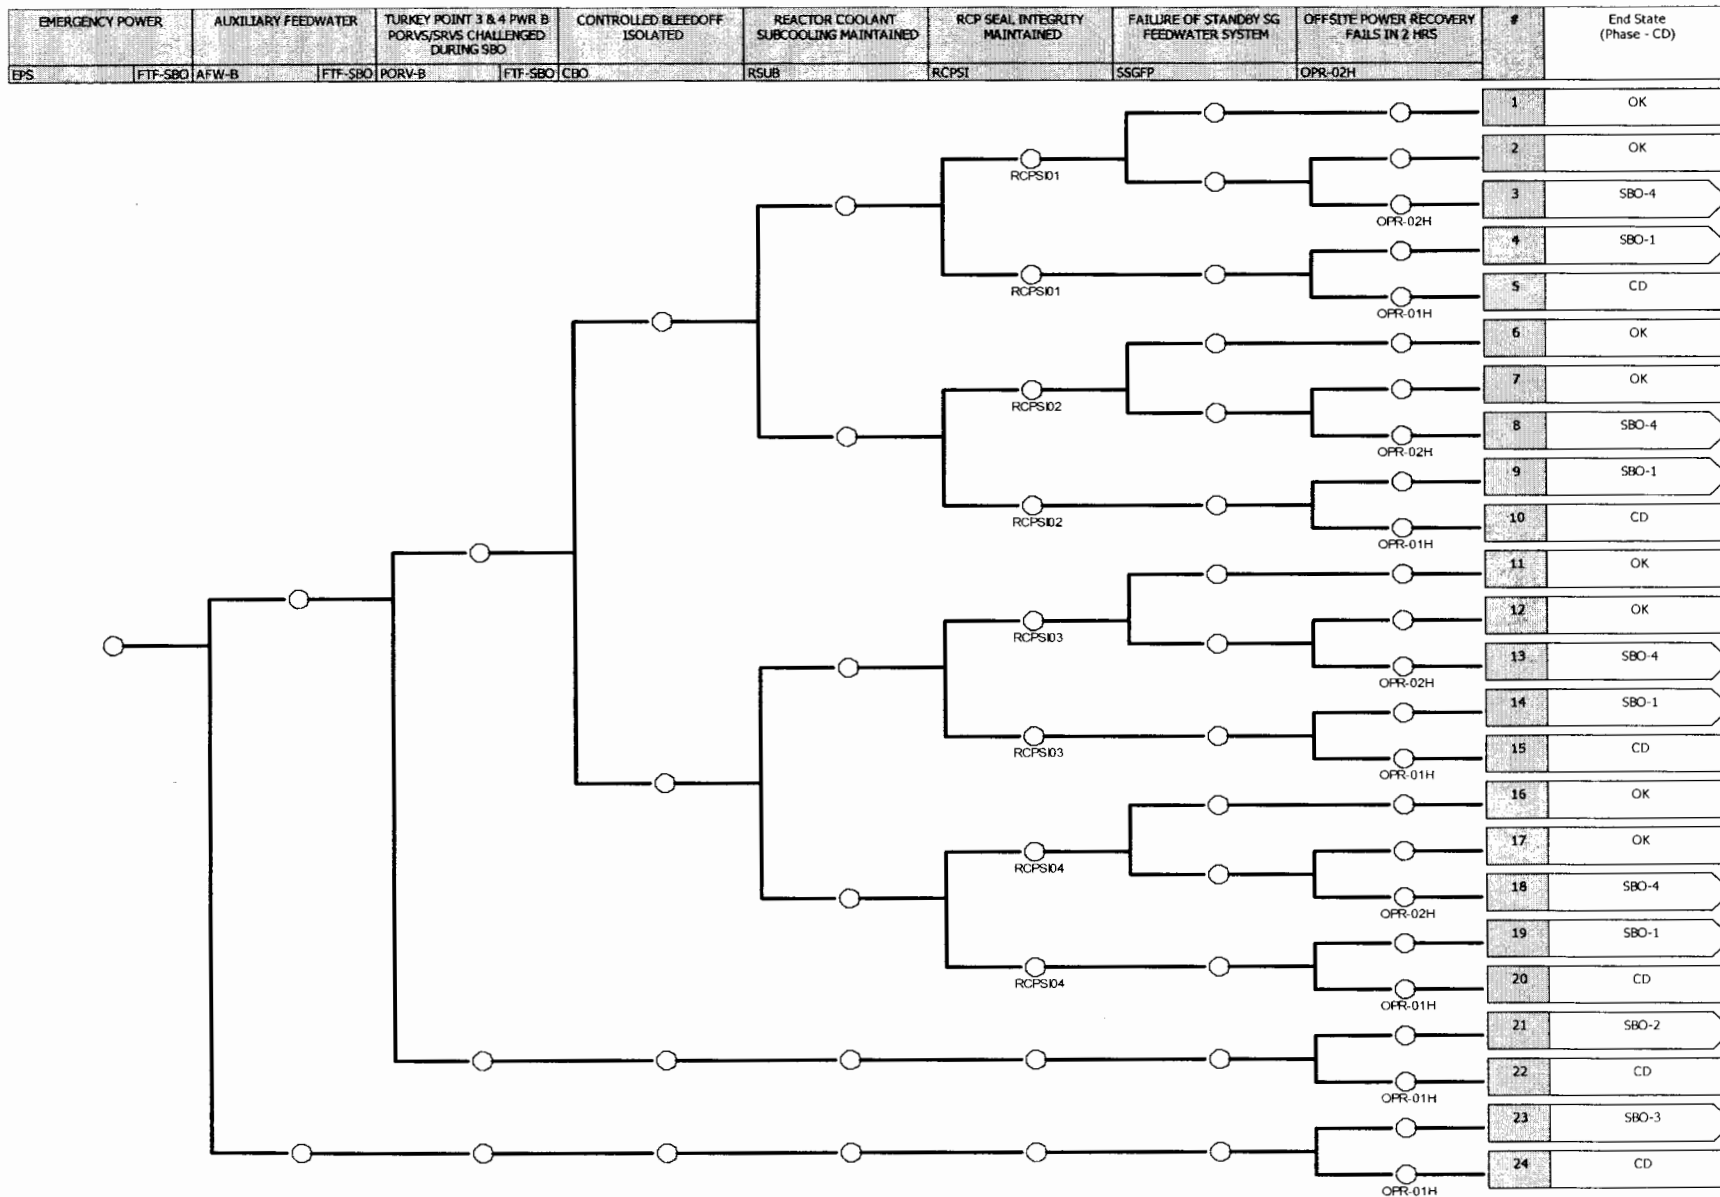 EMERGENCY POWER
AUXILIARY FEEDWATER
TURKEY POINT 3 & 4 PWR B
PORVS/SRVS CHALLENGED
DURING SBO
CONTROLLED BLEEDOFF
ISOLATED
REACTOR COOLANT
SUBCOOLING MAINTAINED
RCP SEAL INTEGRITY
MAINTAINED
FAILURE OF STANDBY SG
FEEDWATER SYSTEM
OFFSITE POWER RECOVERY
FAILS IN 2 HRS
#
End State
(Phase - CD)
EPS FTF-SBO AFW-B FTF-SBO PORV-B FTF-SBO CBO RSUB RCPSI SSGFP OPR-02H
1 OK
RCPSI01
2 OK
3 SBO-4
OPR-02H
4 SBO-1
RCPSI01
5 CD
OPR-01H
6 OK
7 OK
RCPSI02
8 SBO-4
OPR-02H
9 SBO-1
RCPSI02
10 CD
OPR-01H
11 OK
12 OK
RCPSI03
13 SBO-4
OPR-02H
14 SBO-1
RCPSI03
15 CD
OPR-01H
16 OK
17 OK
RCPSI04
18 SBO-4
OPR-02H
19 SBO-1
RCPSI04
20 CD
OPR-01H
21 SBO-2
22 CD
OPR-01H
23 SBO-3
24 CD
OPR-01H